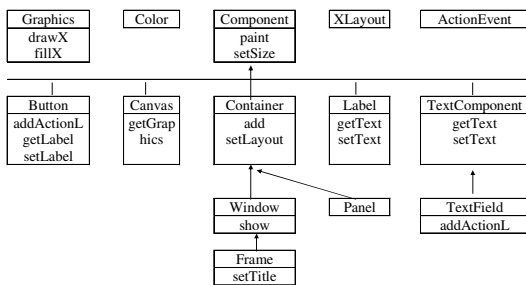 Graphics
drawX
fillX
Color
Component
paint
setSize
XLayout
ActionEvent
Button
addActionL
getLabel
setLabel
Canvas
getGrap
hics
Container
add
setLayout
Label
getText
setText
TextComponent
getText
setText
Window
show
Panel
TextField
addActionL
Frame
setTitle